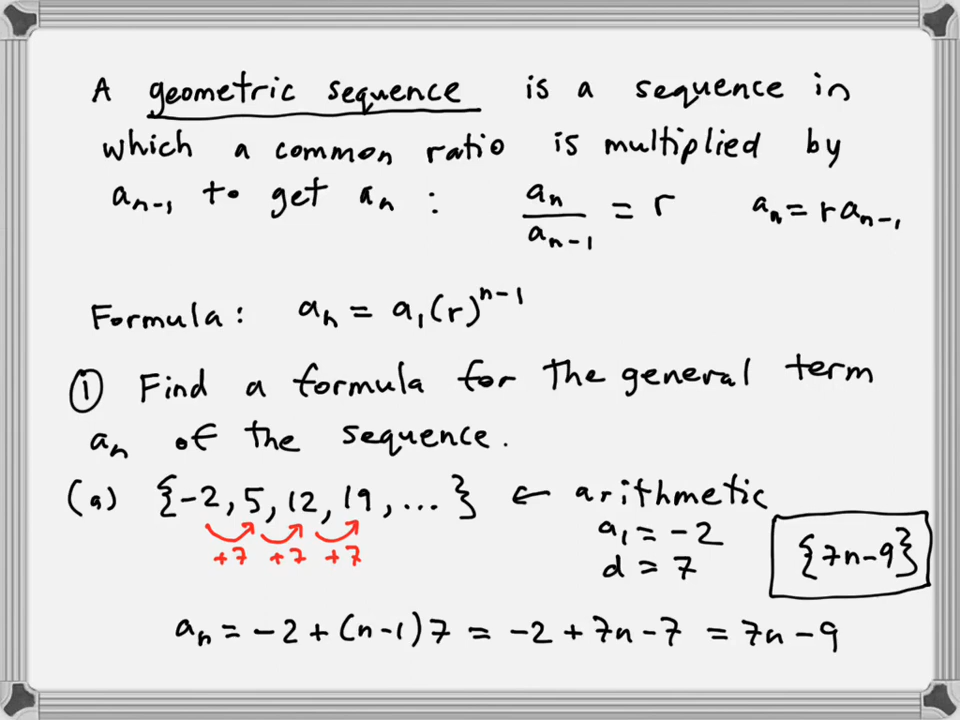 A geometric sequence is a sequence in
which a common ratio is multiplied by
aₙ₋₁ to get aₙ : aₙ/aₙ₋₁ = r aₙ = raₙ₋₁
Formula: aₙ = a₁(r)ⁿ⁻¹
① Find a formula for the general term
aₙ of the sequence.
(a) {-2, 5, 12, 19, ...} ← arithmetic
+7 +7 +7
a₁ = -2
d = 7
{7n-9}
aₙ = -2 + (n-1)7 = -2 + 7n - 7 = 7n - 9